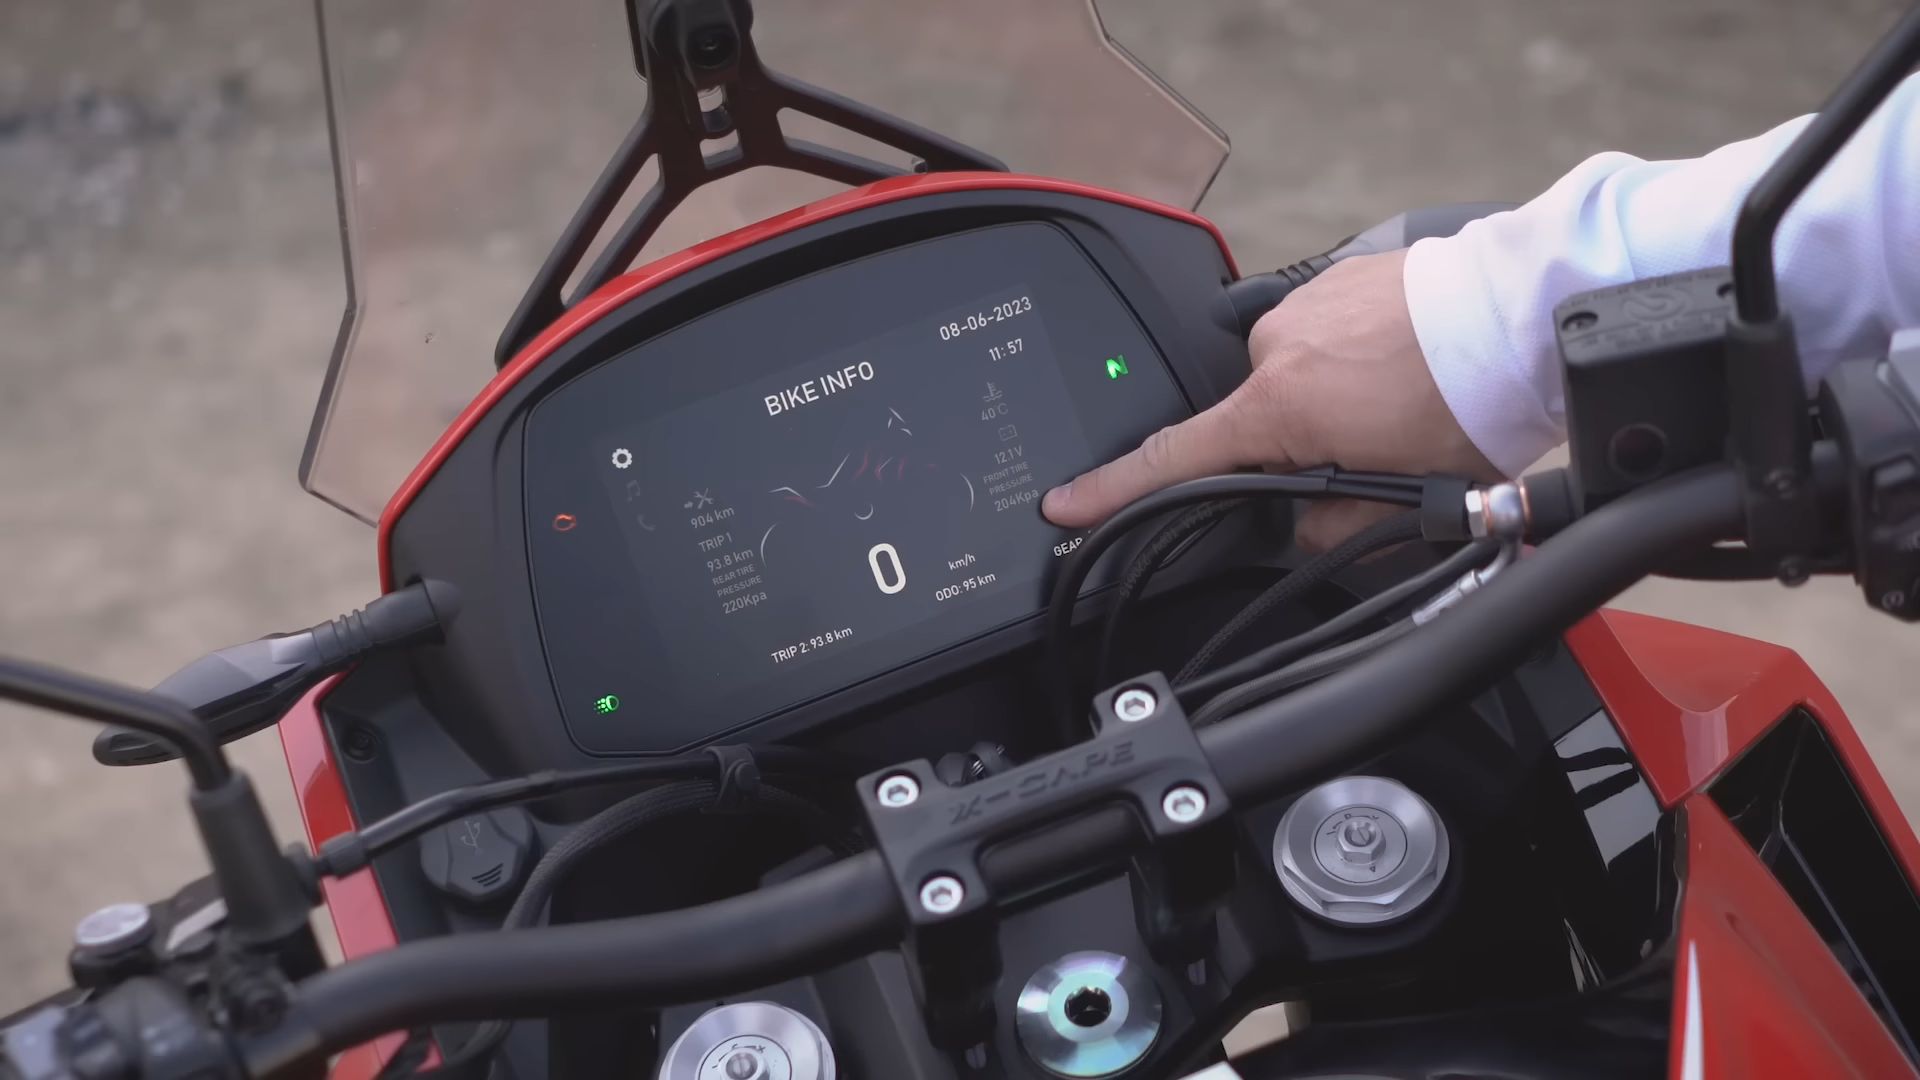 08-06-2023
11:57
BIKE INFO
N
40°C
12.1V
FRONT TIRE
PRESSURE
204Kpa
904 km
TRIP 1
93.8 km
REAR TIRE
PRESSURE
220Kpa
0
km/h
GEAR
ODO: 95 km
TRIP 2: 93.8 km
X-CAPE